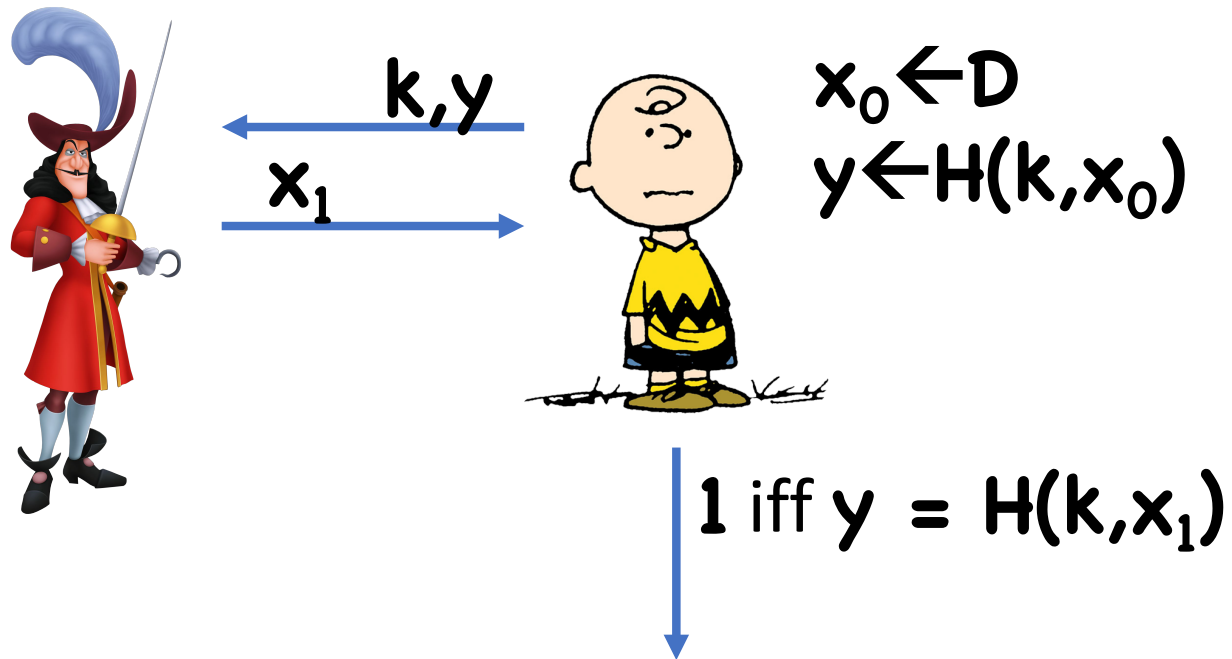 k,y
x₀←D
y←H(k,x₀)
x₁
1 iff y = H(k,x₁)